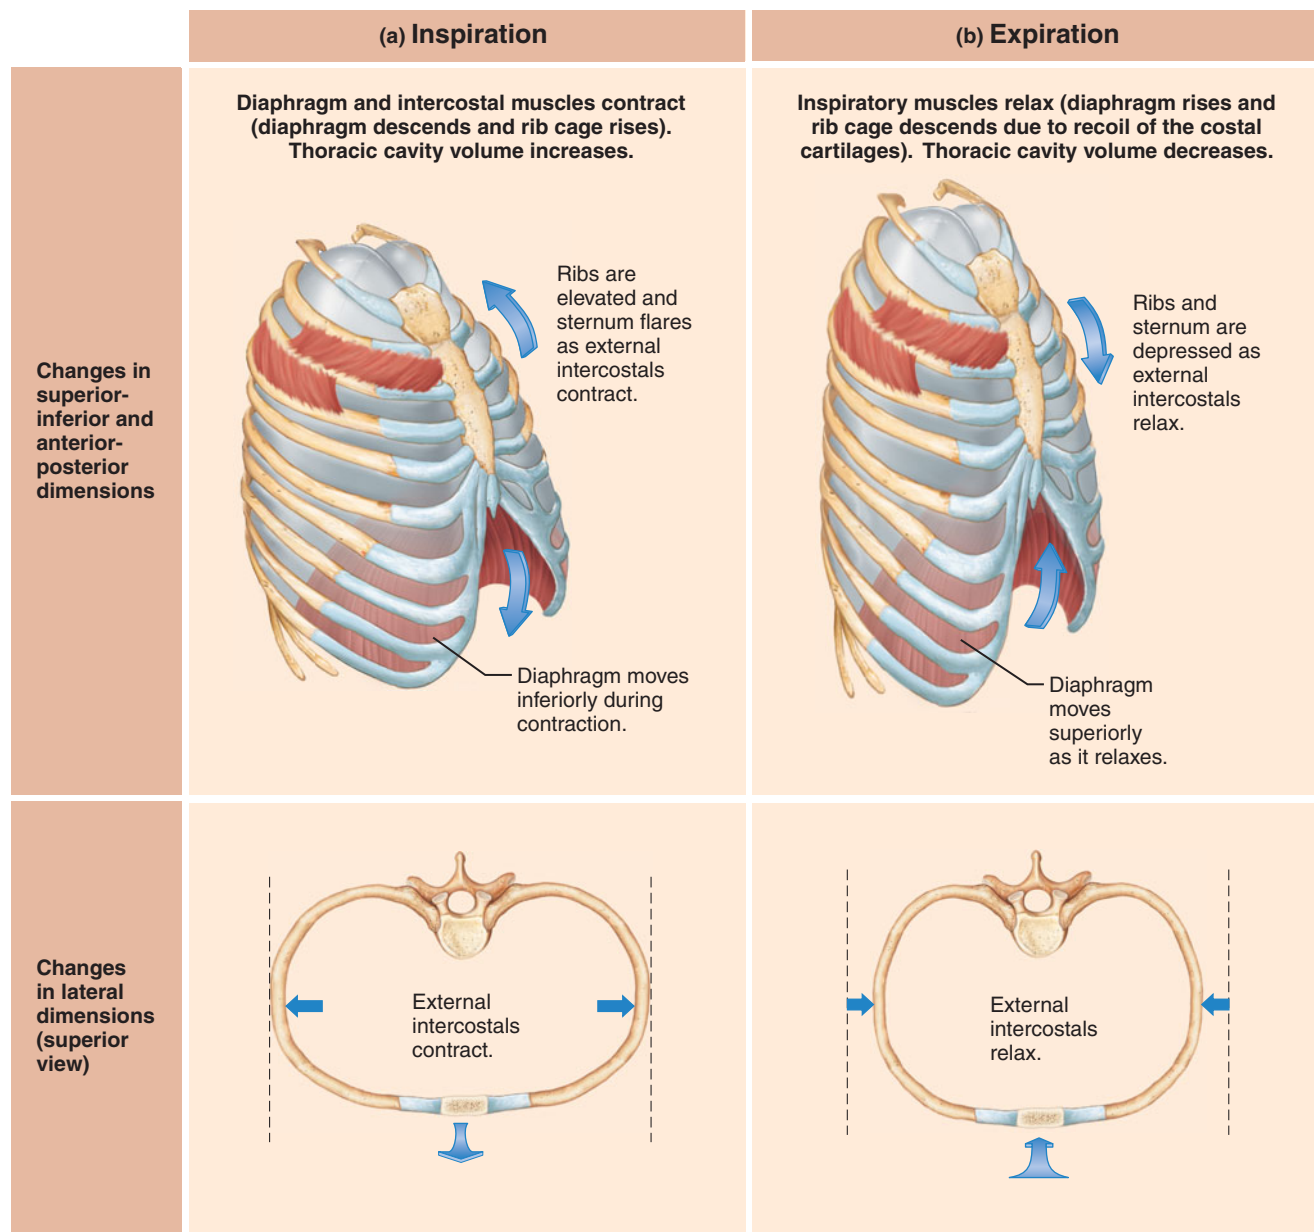 (a) Inspiration
(b) Expiration
Changes in
superior-
inferior and
anterior-
posterior
dimensions
Diaphragm and intercostal muscles contract
(diaphragm descends and rib cage rises).
Thoracic cavity volume increases.
Ribs are
elevated and
sternum flares
as external
intercostals
contract.
Diaphragm moves
inferiorly during
contraction.
Inspiratory muscles relax (diaphragm rises and
rib cage descends due to recoil of the costal
cartilages). Thoracic cavity volume decreases.
Ribs and
sternum are
depressed as
external
intercostals
relax.
Diaphragm
moves
superiorly
as it relaxes.
Changes
in lateral
dimensions
(superior
view)
External
intercostals
contract.
External
intercostals
relax.